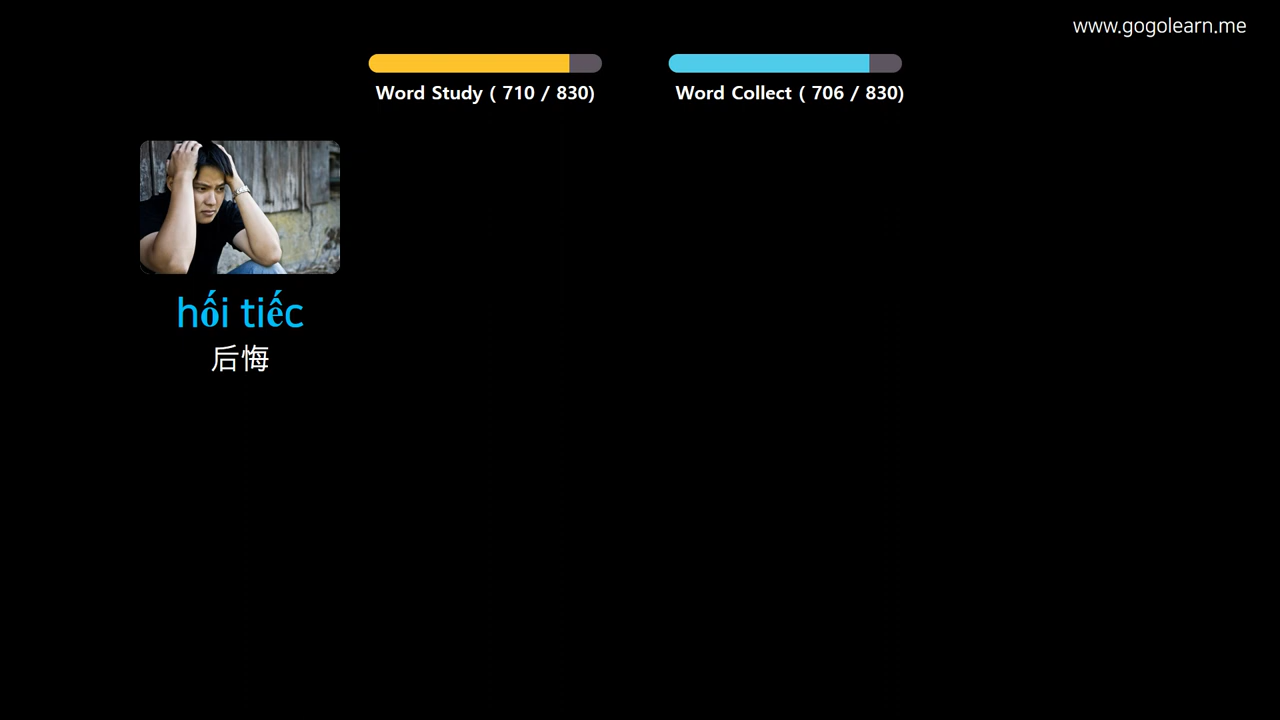 www.gogolearn.me
Word Study ( 710 / 830)
Word Collect ( 706 / 830)
hối tiếc
后悔